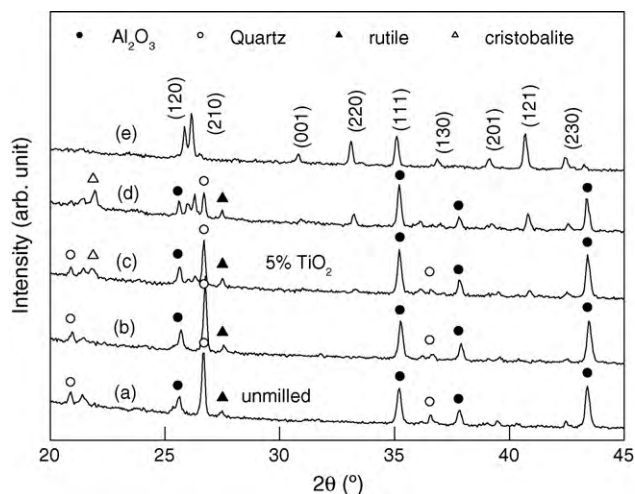 ● Al₂O₃ ○ Quartz ▲ rutile △ cristobalite
(120) (210) (001) (220) (111) (130) (201) (121) (230)
(e)
(d)
(c) 5% TiO₂
(b)
(a) unmilled
Intensity (arb. unit)
20 25 30 35 40 45
2θ (°)